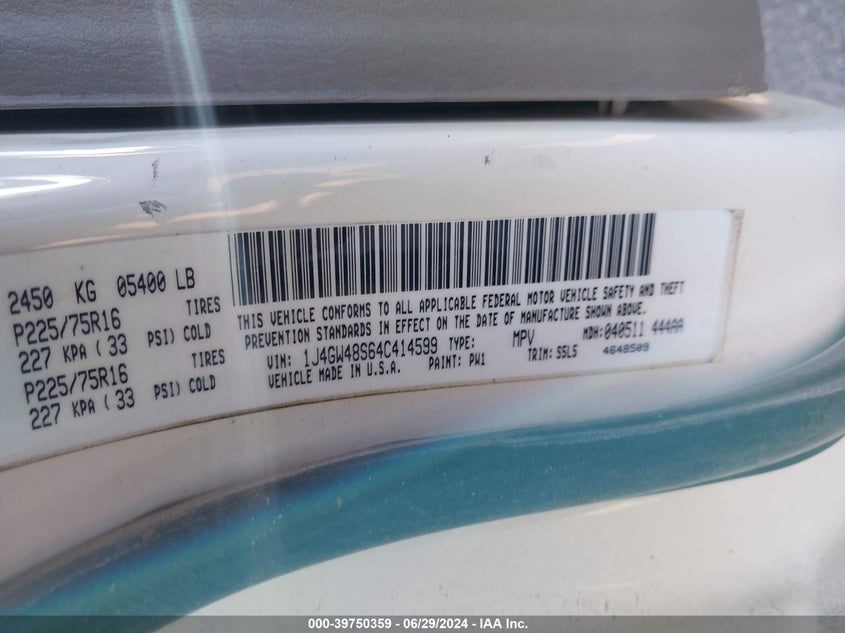 2450 KG 05400 LB
P225/75R16 TIRES
227 KPA ( 33 PSI) COLD
P225/75R16 TIRES
227 KPA ( 33 PSI) COLD
THIS VEHICLE CONFORMS TO ALL APPLICABLE FEDERAL MOTOR VEHICLE SAFETY AND THEFT
PREVENTION STANDARDS IN EFFECT ON THE DATE OF MANUFACTURE SHOWN ABOVE.
VIN: 1J4GW48S64C414599 TYPE: MPV MDH: 040511 444AA
VEHICLE MADE IN U.S.A. PAINT: PW1 TRIM: S5L5 4648509
000-39750359 - 06/29/2024 - IAA Inc.